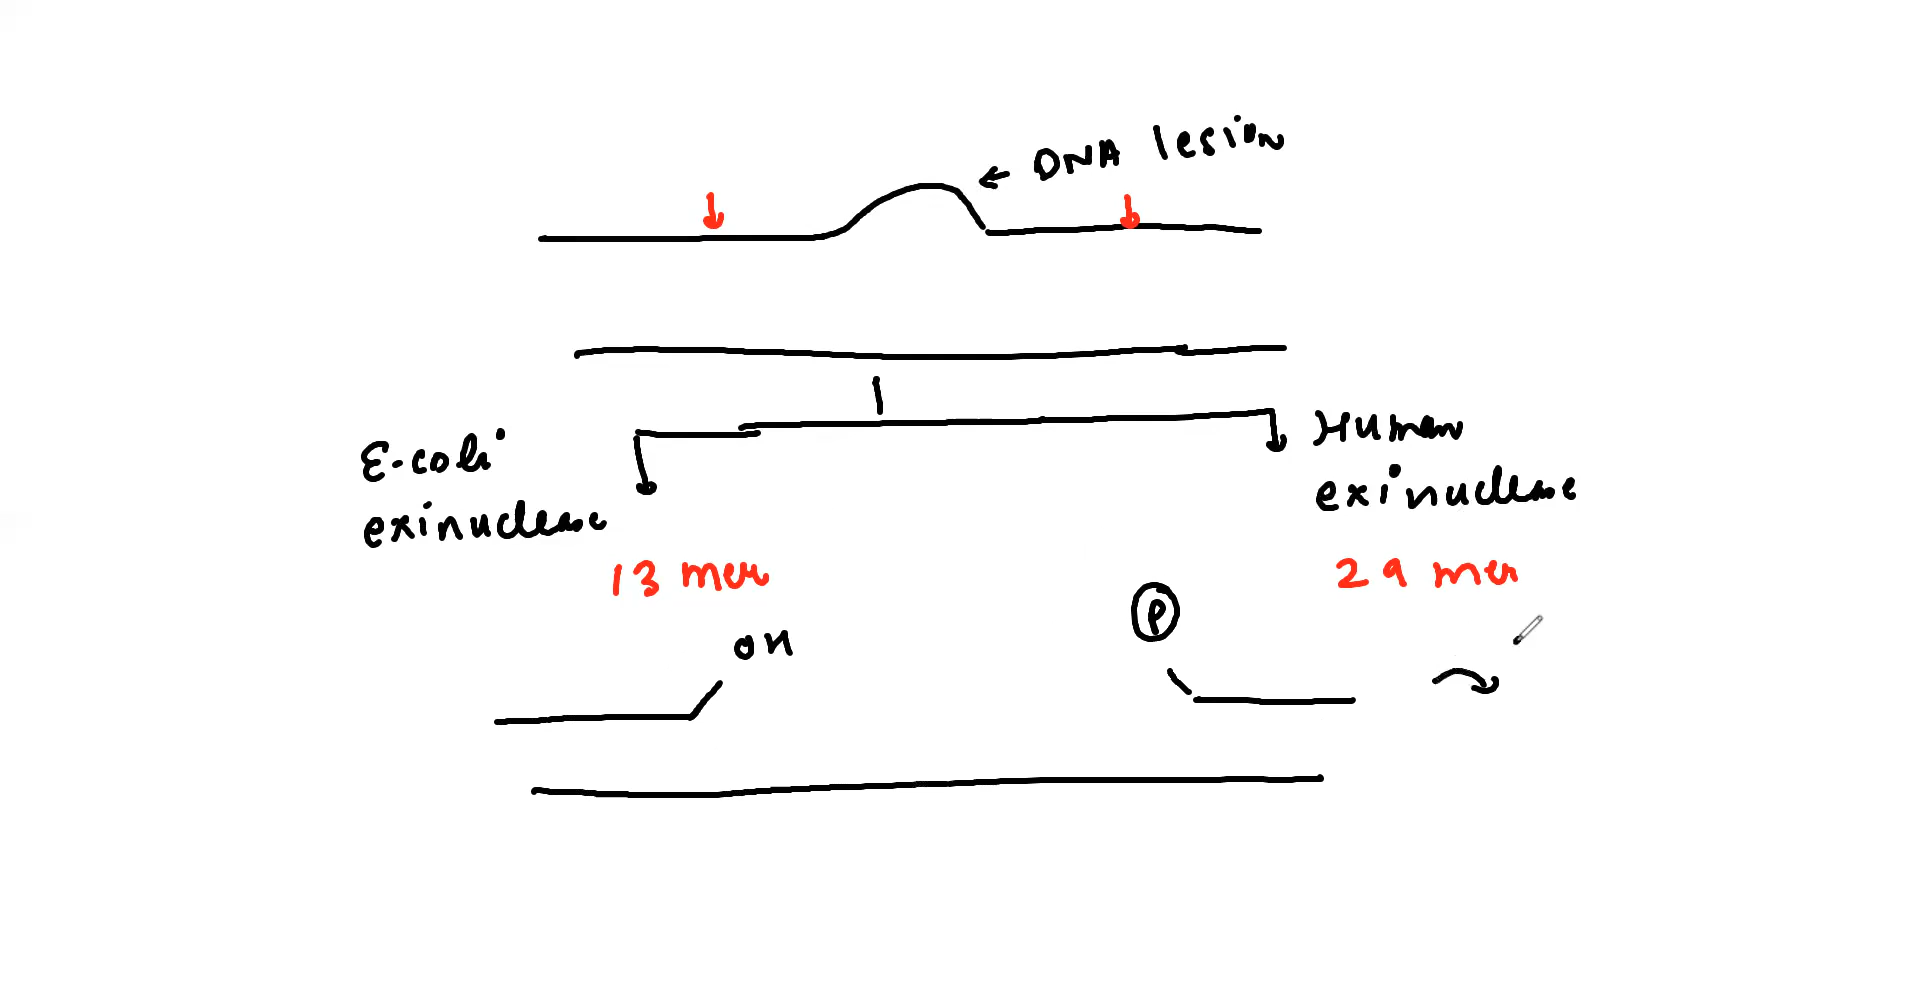 DNA lesion
E-coli
exinuclease
Human
exinuclease
13 mer
29 mer
P
OH